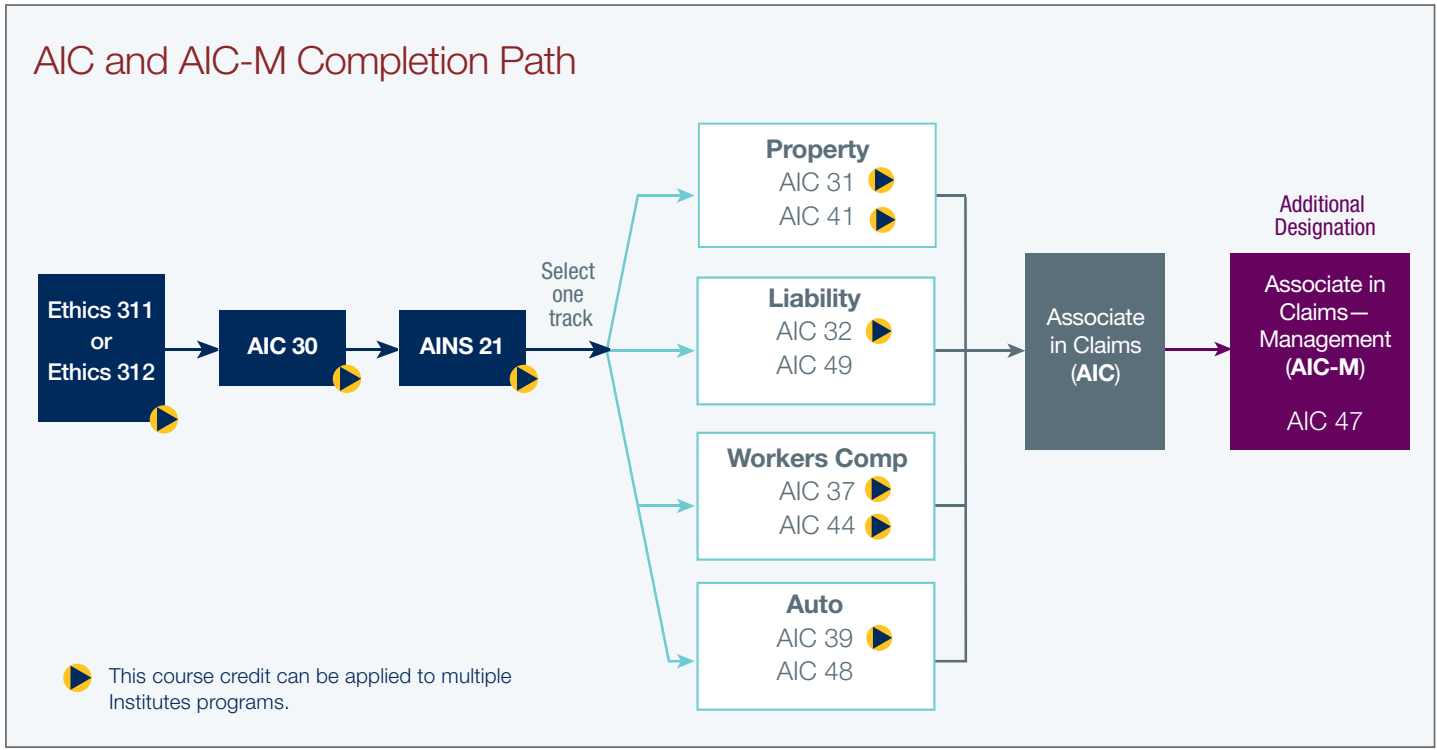 AIC and AIC-M Completion Path
Ethics 311
or
Ethics 312
AIC 30
AINS 21
Select
one
track
Property
AIC 31
AIC 41
Liability
AIC 32
AIC 49
Workers Comp
AIC 37
AIC 44
Auto
AIC 39
AIC 48
Associate
in Claims
(AIC)
Additional
Designation
Associate in
Claims—
Management
(AIC-M)
AIC 47
This course credit can be applied to multiple
Institutes programs.